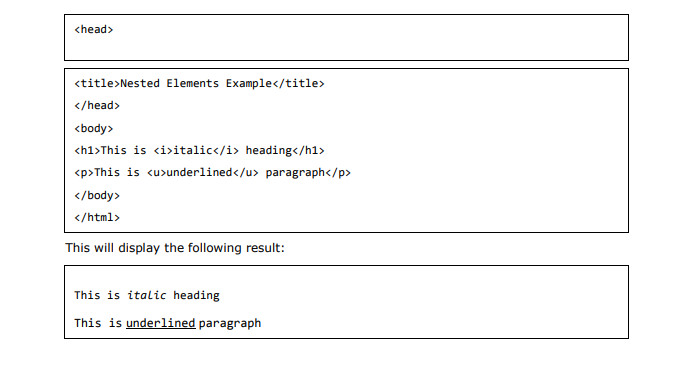 <head>
<title>Nested Elements Example</title>
</head>
<body>
<h1>This is <i>italic</i> heading</h1>
<p>This is <u>underlined</u> paragraph</p>
</body>
</html>
This will display the following result:
This is italic heading
This is underlined paragraph